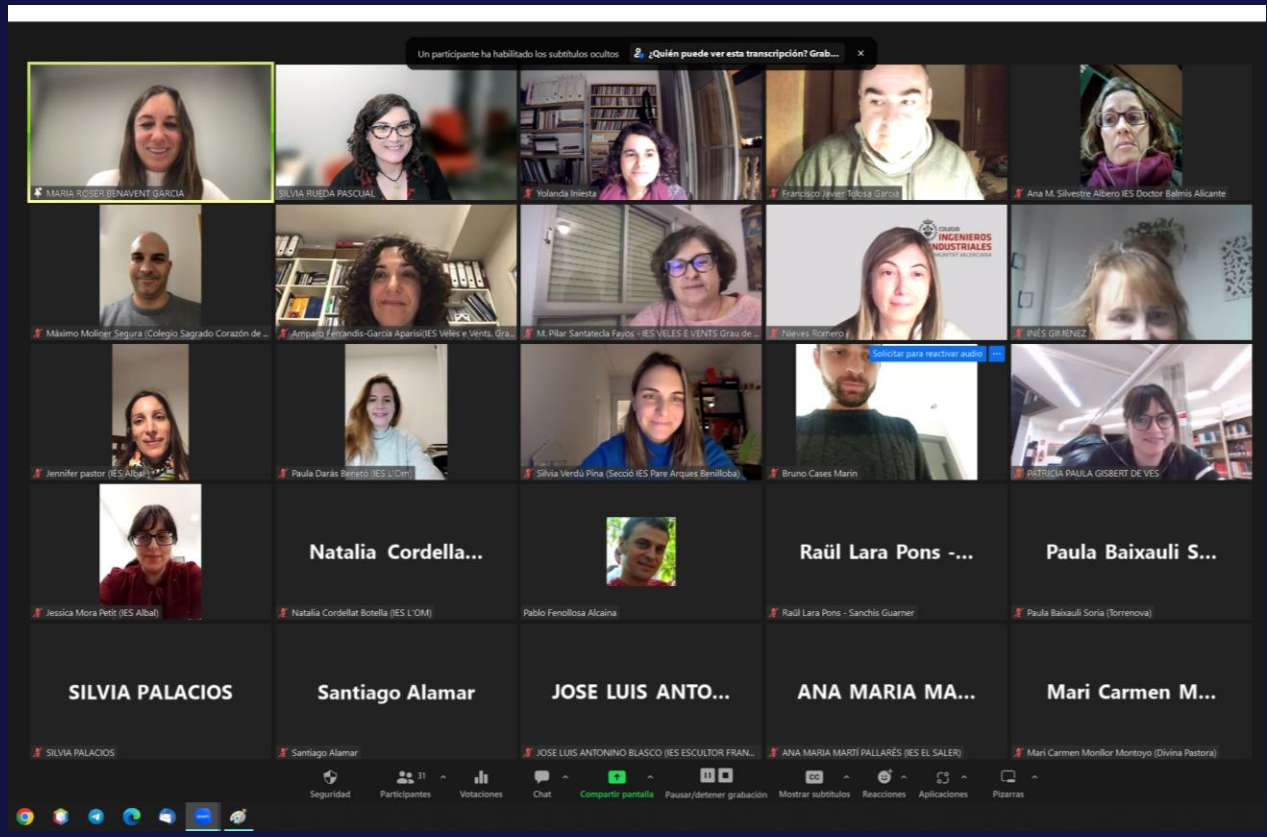 Un participante ha habilitado los subtítulos ocultos ¿Quién puede ver esta transcripción? Grab... ×
MARIA ROSER BENAVENT GARCIA
SILVIA RUEDA PASCUAL
Yolanda Iniesta
Francisco Javier Tolosa Garcia
Ana M. Silvestre Albero IES Doctor Balmis Alicante
COLEGIO
INGENIEROS
INDUSTRIALES
COMUNITAT VALENCIANA
Máximo Moliner Segura (Colegio Sagrado Corazón de ...
Amparo Ferrandis-García Aparisi(IES Veles e Vents. Gra...
M. Pilar Santatecla Fayos - IES VELES E VENTS Grau de ...
Nieves Romero
INÉS GIMENEZ
Solicitar para reactivar audio ...
Jennifer pastor (IES Albal)
Paula Darás Benető (IES L'Om)
Silvia Verdú Pina (Secció IES Pare Arques Benilloba)
Bruno Cases Marin
PATRICIA PAULA GISBERT DE VES
Natalia Cordella...
Raül Lara Pons -...
Paula Baixauli S...
Jessica Mora Petit (IES Albal)
Natalia Cordellat Botella (IES L'OM)
Pablo Fenollosa Alcaina
Raül Lara Pons - Sanchis Guarner
Paula Baixauli Soria (Torrenova)
SILVIA PALACIOS
Santiago Alamar
JOSE LUIS ANTO...
ANA MARIA MA...
Mari Carmen M...
SILVIA PALACIOS
Santiago Alamar
JOSE LUIS ANTONINO BLASCO (IES ESCULTOR FRAN...
ANA MARIA MARTÍ PALLARÉS (IES EL SALER)
Mari Carmen Monllor Montoyo (Divina Pastora)
31
CC
Seguridad
Participantes
Votaciones
Chat
Compartir pantalla
Pausar/detener grabación
Mostrar subtítulos
Reacciones
Aplicaciones
Pizarras